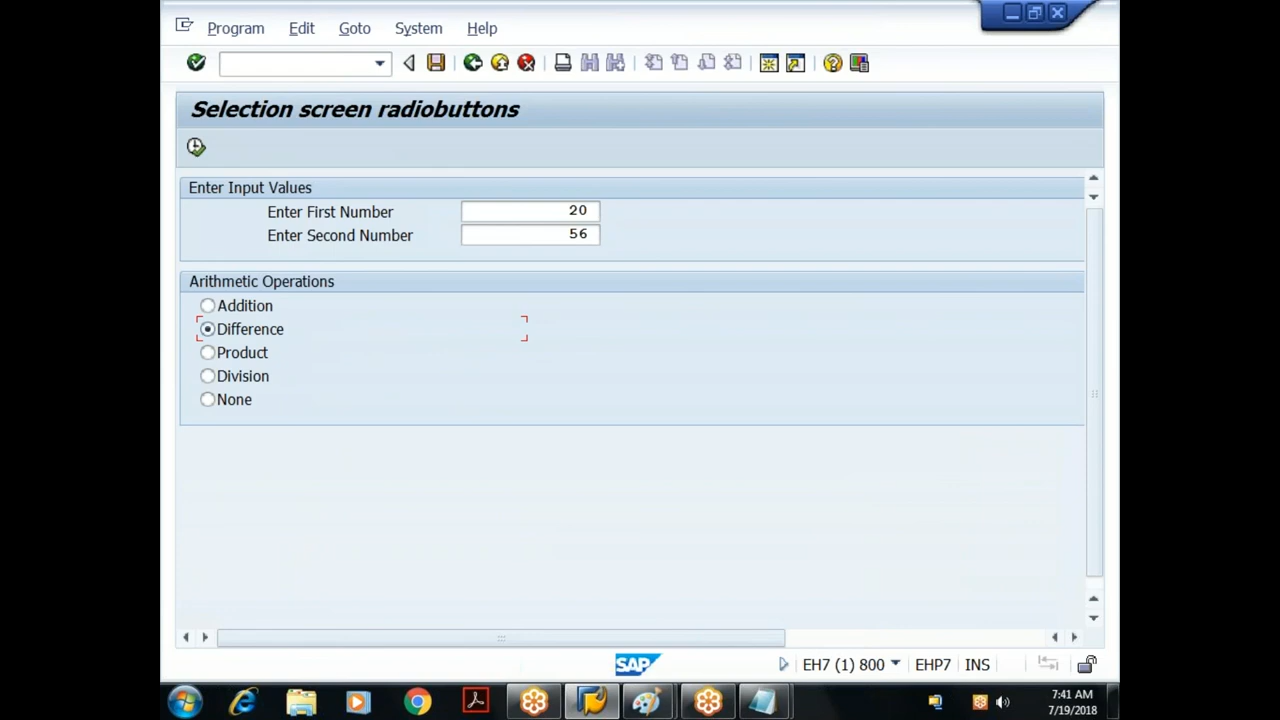 Program Edit Goto System Help
Selection screen radiobuttons
Enter Input Values
Enter First Number 20
Enter Second Number 56
Arithmetic Operations
Addition
Difference
Product
Division
None
SAP EH7 (1) 800 EHP7 INS
7:41 AM
7/19/2018